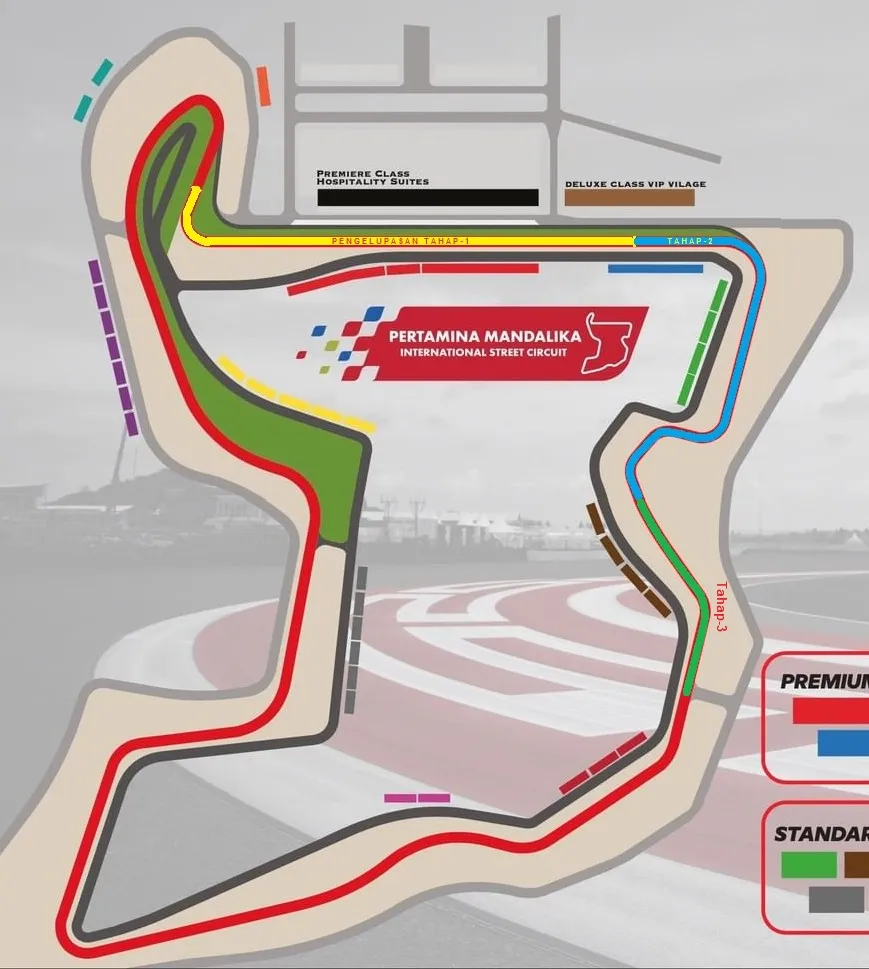 PREMIERE CLASS
HOSPITALITY SUITES
DELUXE CLASS VIP VILAGE
PENGELUPASAN TAHAP-1
TAHAP-2
PERTAMINA MANDALIKA
INTERNATIONAL STREET CIRCUIT
Tahap-3
PREMIUM
STANDAR